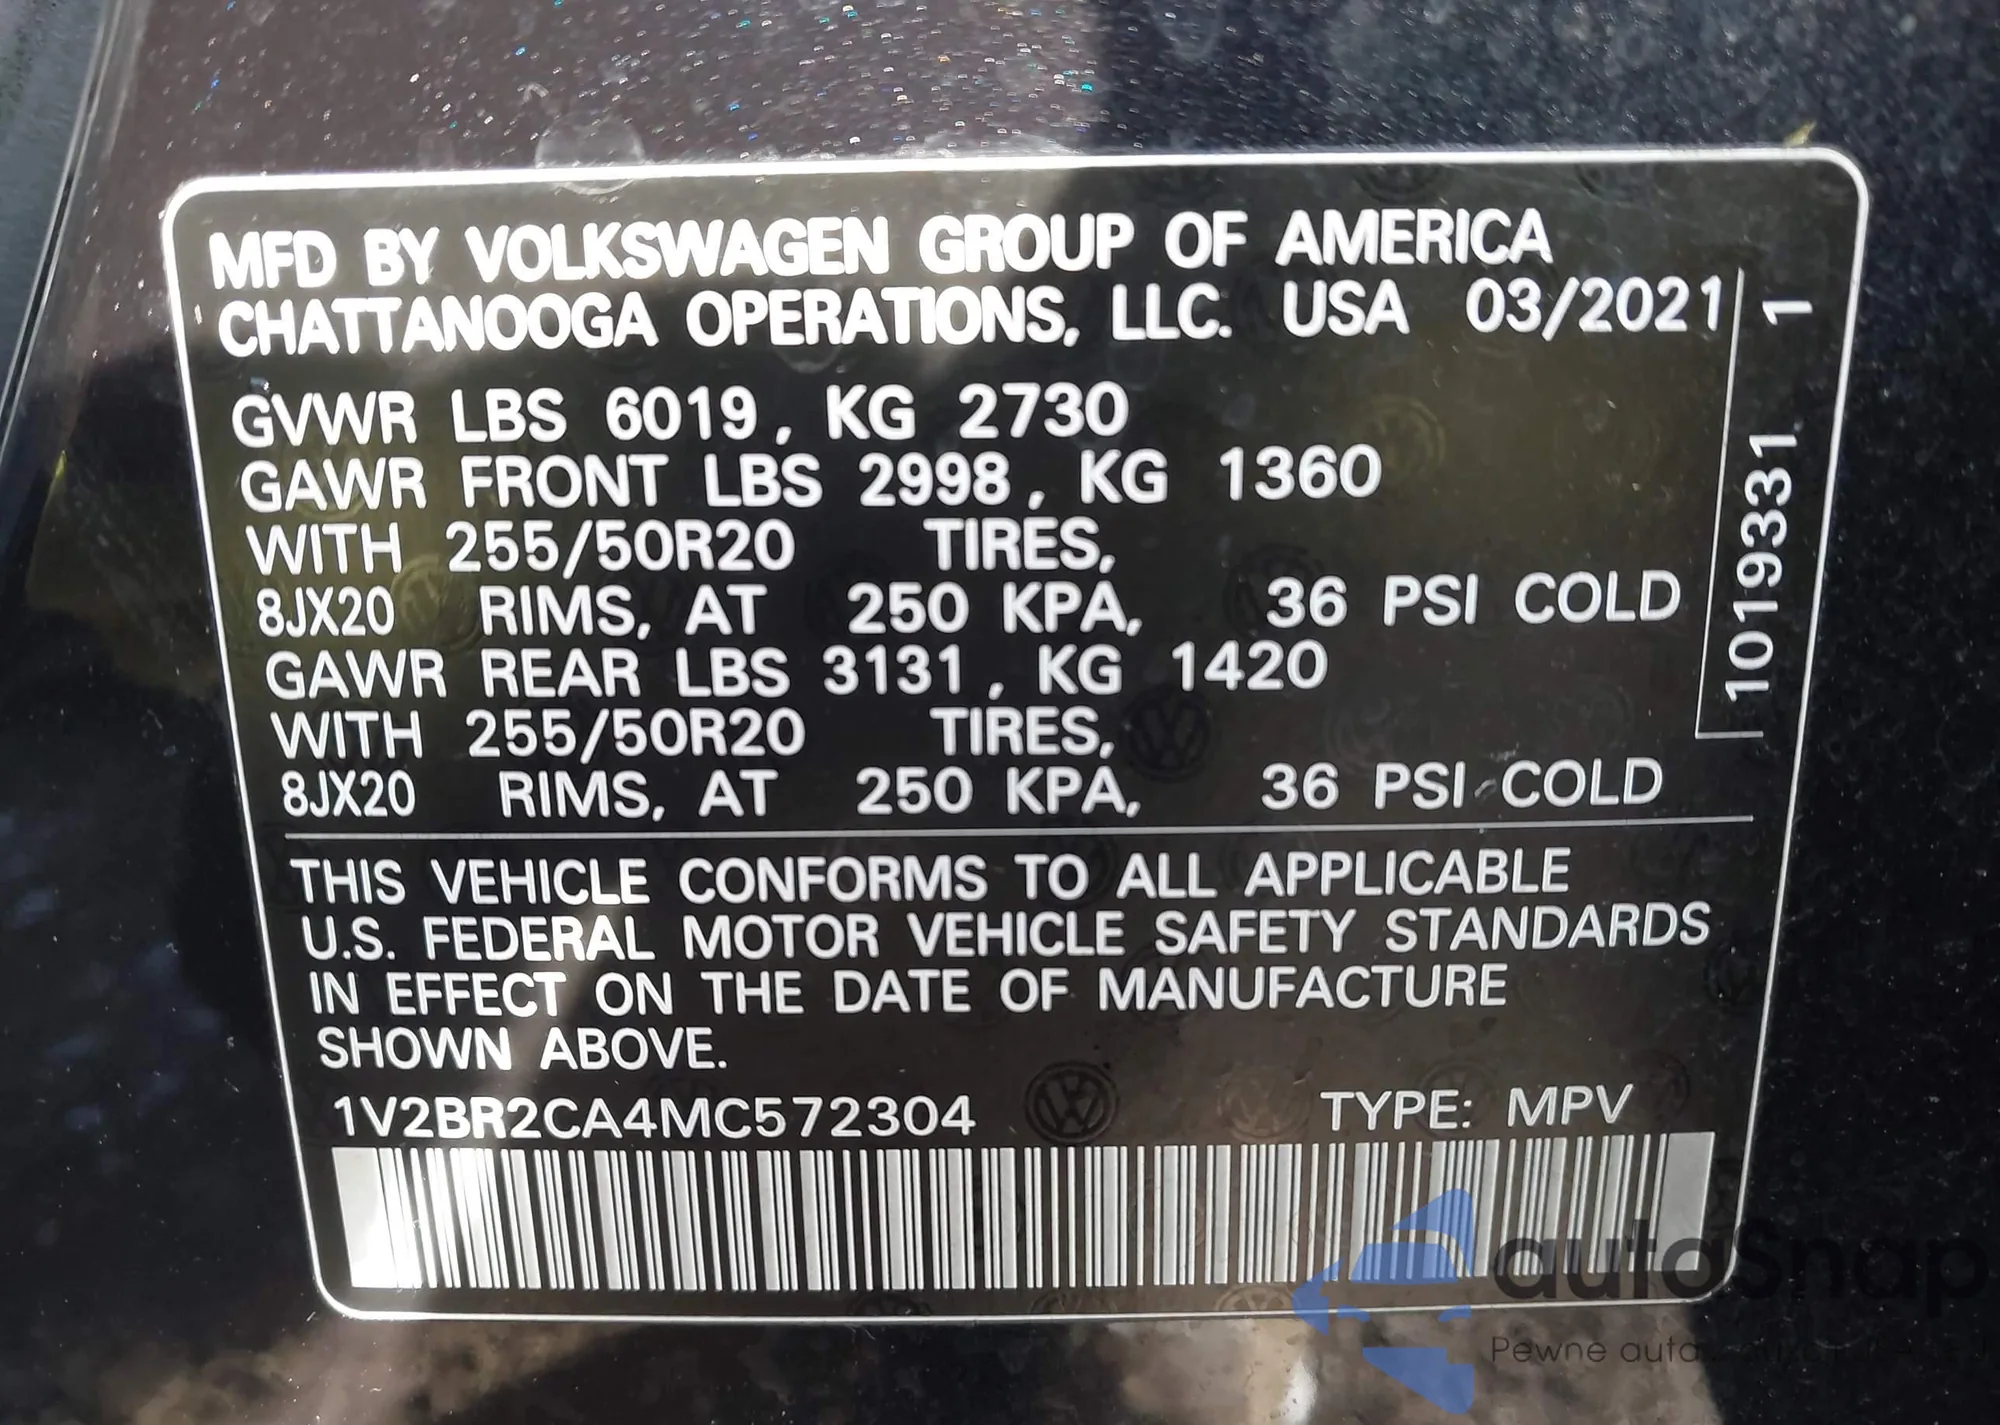 MFD BY VOLKSWAGEN GROUP OF AMERICA
CHATTANOOGA OPERATIONS, LLC. USA 03/2021
GVWR LBS 6019, KG 2730
GAWR FRONT LBS 2998, KG 1360
WITH 255/50R20 TIRES,
8JX20 RIMS, AT 250 KPA, 36 PSI COLD
GAWR REAR LBS 3131, KG 1420
WITH 255/50R20 TIRES,
8JX20 RIMS, AT 250 KPA, 36 PSI COLD
1019331 1
THIS VEHICLE CONFORMS TO ALL APPLICABLE
U.S. FEDERAL MOTOR VEHICLE SAFETY STANDARDS
IN EFFECT ON THE DATE OF MANUFACTURE
SHOWN ABOVE.
1V2BR2CA4MC572304 TYPE: MPV
autoSnap
Pewne auta